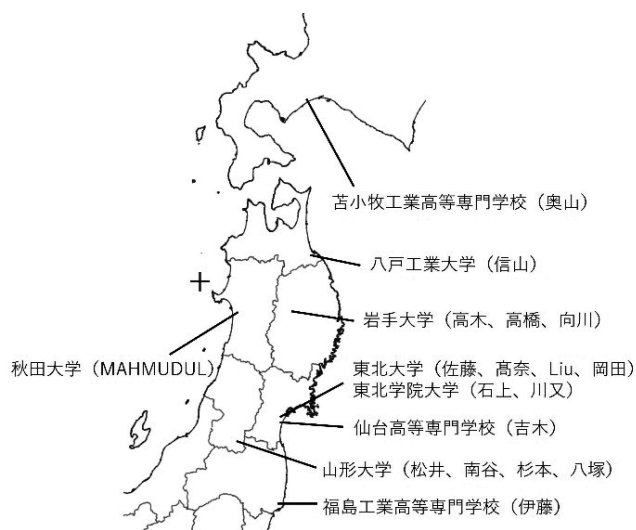 苫小牧工業高等専門学校（奥山）
八戸工業大学（信山）
岩手大学（高木、高橋、向川）
秋田大学（MAHMUDUL）
東北大学（佐藤、髙奈、Liu、岡田）
東北学院大学（石上、川又）
仙台高等専門学校（吉木）
山形大学（松井、南谷、杉本、八塚）
福島工業高等専門学校（伊藤）